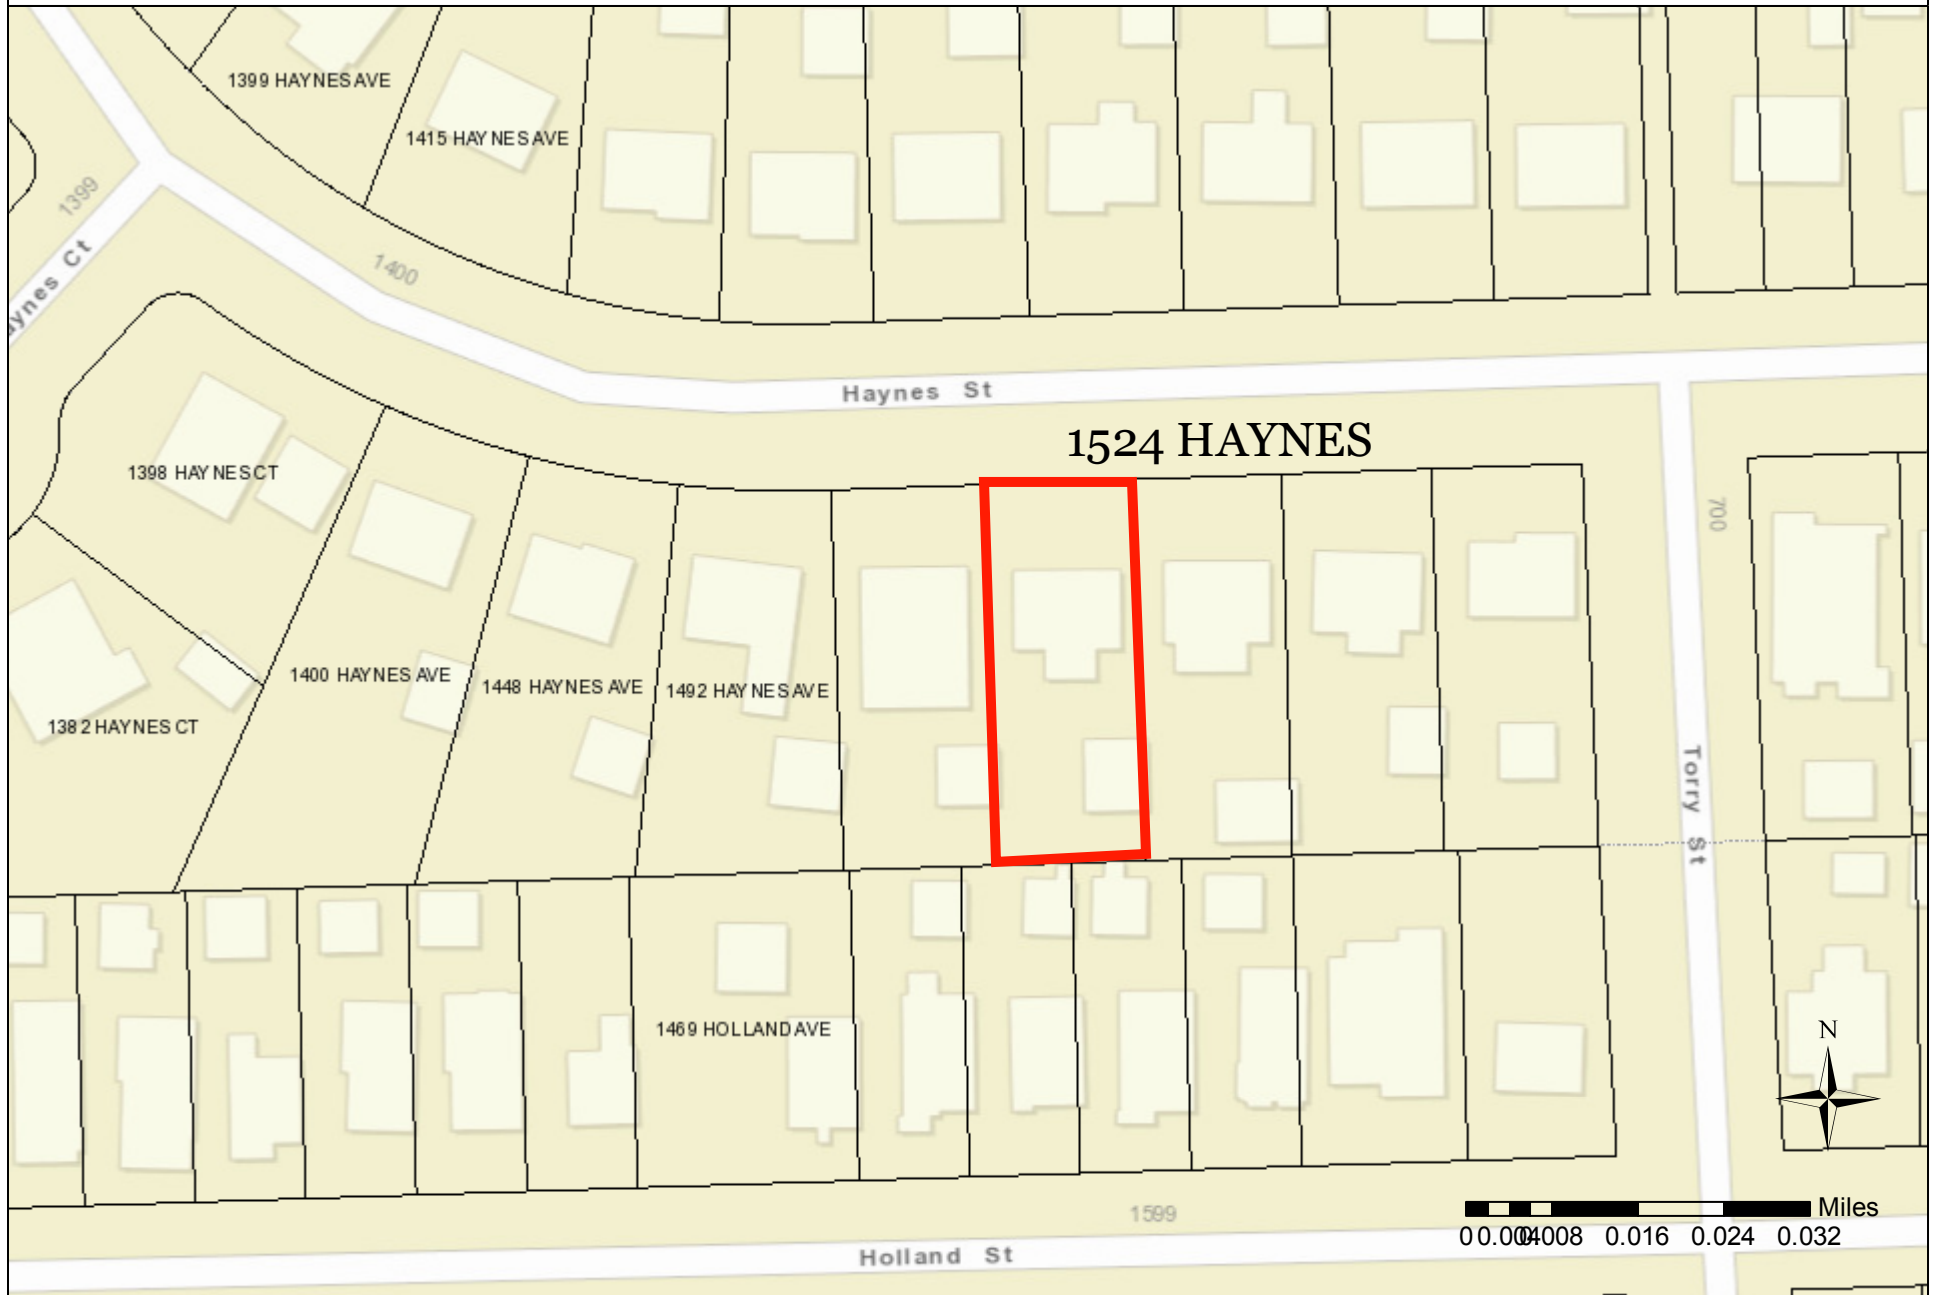 1399 HAYNES AVE
1415 HAYNES AVE
1399
1400
Haynes St
1524 HAYNES
1398 HAYNES CT
700
1400 HAYNES AVE
1448 HAYNES AVE
1492 HAYNES AVE
1382 HAYNES CT
Torry St
1469 HOLLAND AVE
N
1599
Miles
0 0.016 0.024 0.032
Holland St